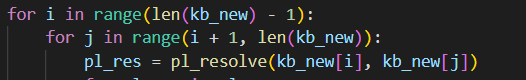 for i in range(len(kb_new) - 1):
    for j in range(i + 1, len(kb_new)):
        pl_res = pl_resolve(kb_new[i], kb_new[j])